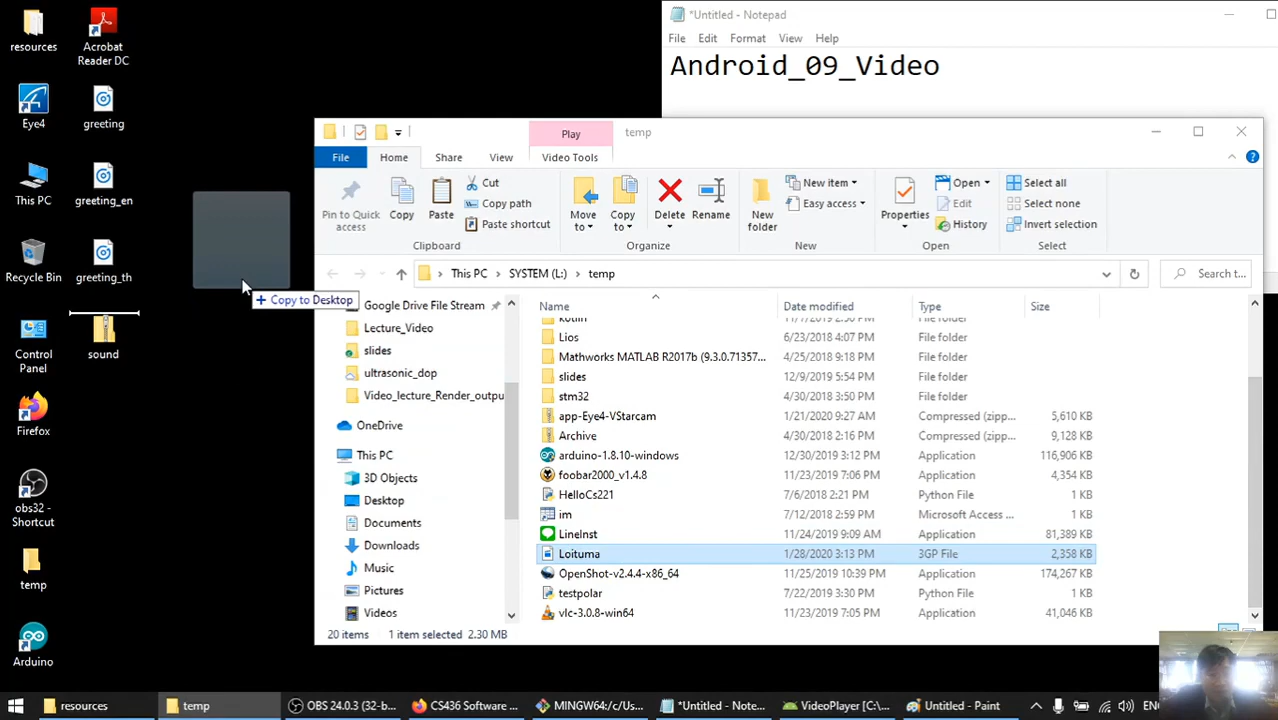 resources
Acrobat
Reader DC
Eye4
greeting
This PC
greeting_en
Recycle Bin
greeting_th
Control
Panel
sound
Firefox
obs32 -
Shortcut
temp
Arduino
*Untitled - Notepad
File Edit Format View Help
Android_09_Video
Play
temp
File Home Share View Video Tools
Pin to Quick
access
Copy
Paste
Cut
Copy path
Paste shortcut
Move
to
Copy
to
Delete
Rename
New
folder
New item
Easy access
Properties
Open
Edit
History
Select all
Select none
Invert selection
Clipboard
Organize
New
Open
Select
This PC > SYSTEM (L:) > temp
Search t...
Copy to Desktop
Google Drive File Stream
Lecture_Video
slides
ultrasonic_dop
Video_lecture_Render_outpu
OneDrive
This PC
3D Objects
Desktop
Documents
Downloads
Music
Pictures
Videos
Name Date modified Type Size
kotlin 11/7/2019 3:30 PM File folder
Lios 6/23/2018 4:07 PM File folder
Mathworks MATLAB R2017b (9.3.0.71357... 4/25/2018 9:18 PM File folder
slides 12/9/2019 5:54 PM File folder
stm32 4/30/2018 3:50 PM File folder
app-Eye4-VStarcam 1/21/2020 9:27 AM Compressed (zipp... 5,610 KB
Archive 4/30/2018 2:16 PM Compressed (zipp... 9,128 KB
arduino-1.8.10-windows 12/30/2019 3:12 PM Application 116,906 KB
foobar2000_v1.4.8 11/23/2019 7:06 PM Application 4,354 KB
HelloCs221 7/6/2018 2:21 PM Python File 1 KB
im 7/12/2018 2:59 PM Microsoft Access ... 1 KB
LineInst 11/24/2019 9:09 AM Application 81,389 KB
Loituma 1/28/2020 3:13 PM 3GP File 2,358 KB
OpenShot-v2.4.4-x86_64 11/25/2019 10:39 PM Application 174,267 KB
testpolar 7/22/2019 3:30 PM Python File 1 KB
vlc-3.0.8-win64 11/23/2019 7:05 PM Application 41,046 KB
20 items 1 item selected 2.30 MB
resources
temp
OBS 24.0.3 (32-b...
CS436 Software ...
MINGW64:/c/Us...
*Untitled - Note...
VideoPlayer [C:\...
Untitled - Paint
ENG